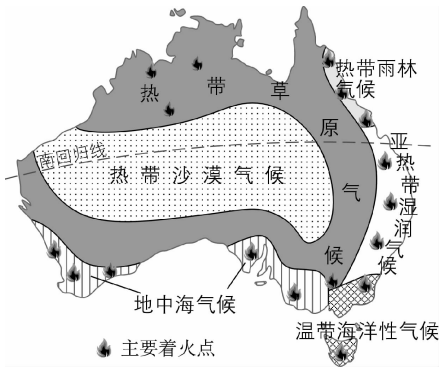 热带雨林
气候
热带草原气候
南回归线
热带沙漠气候
亚热带湿润气候
地中海气候
温带海洋性气候
主要着火点